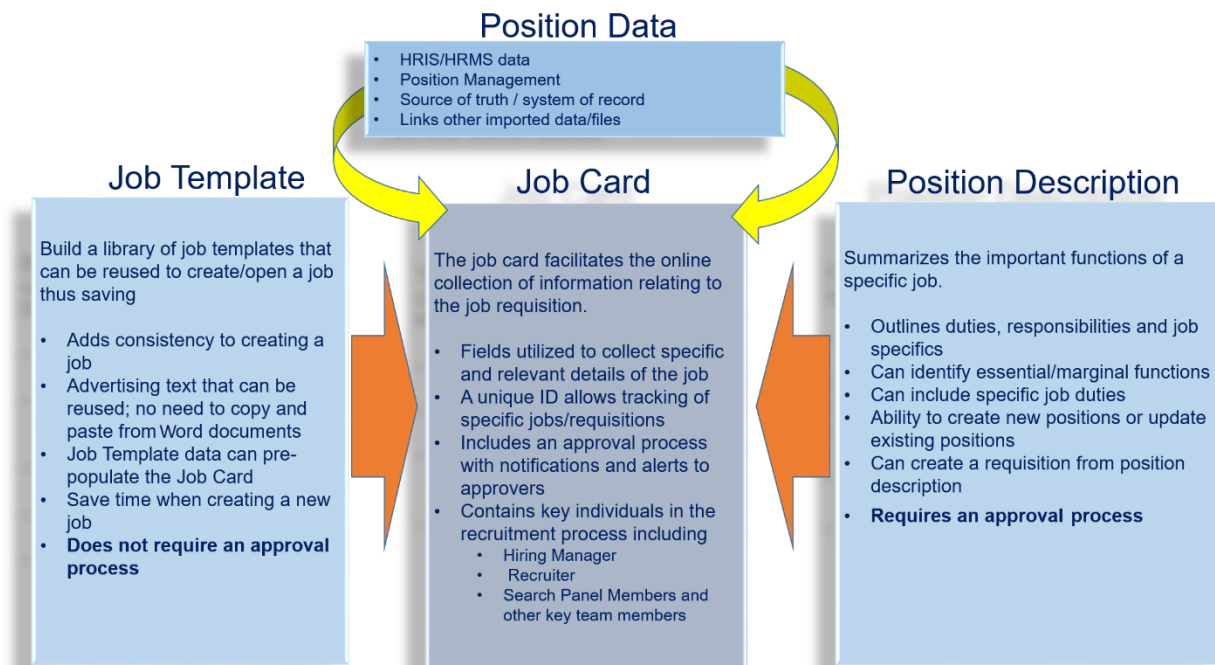 Position Data
• HRIS/HRMS data
• Position Management
• Source of truth / system of record
• Links other imported data/files
Job Template
Build a library of job templates that
can be reused to create/open a job
thus saving
• Adds consistency to creating a
job
• Advertising text that can be
reused; no need to copy and
paste from Word documents
• Job Template data can pre-
populate the Job Card
• Save time when creating a new
job
• Does not require an approval
process
Job Card
The job card facilitates the online
collection of information relating to
the job requisition.
• Fields utilized to collect specific
and relevant details of the job
• A unique ID allows tracking of
specific jobs/requisitions
• Includes an approval process
with notifications and alerts to
approvers
• Contains key individuals in the
recruitment process including
• Hiring Manager
• Recruiter
• Search Panel Members and
other key team members
Position Description
Summarizes the important functions of a
specific job.
• Outlines duties, responsibilities and job
specifics
• Can identify essential/marginal functions
• Can include specific job duties
• Ability to create new positions or update
existing positions
• Can create a requisition from position
description
• Requires an approval process